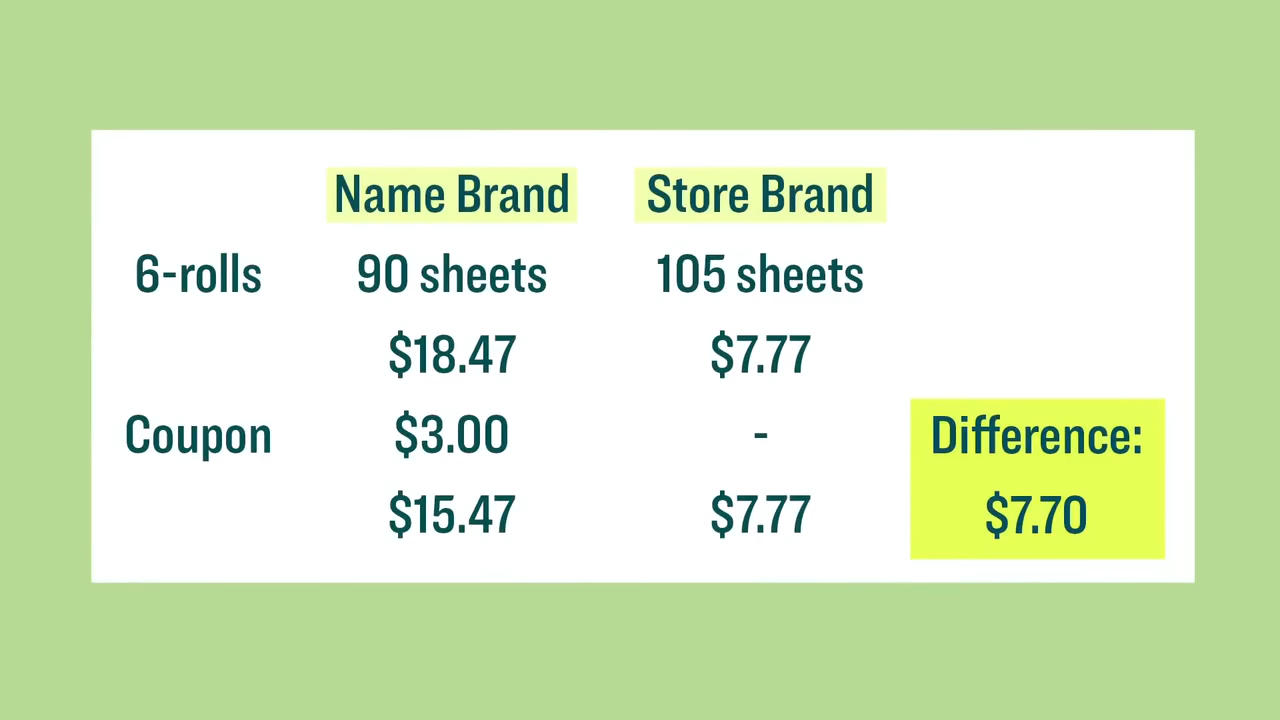 Name Brand Store Brand
6-rolls 90 sheets 105 sheets
$18.47 $7.77
Coupon $3.00 - Difference:
$15.47 $7.77 $7.70